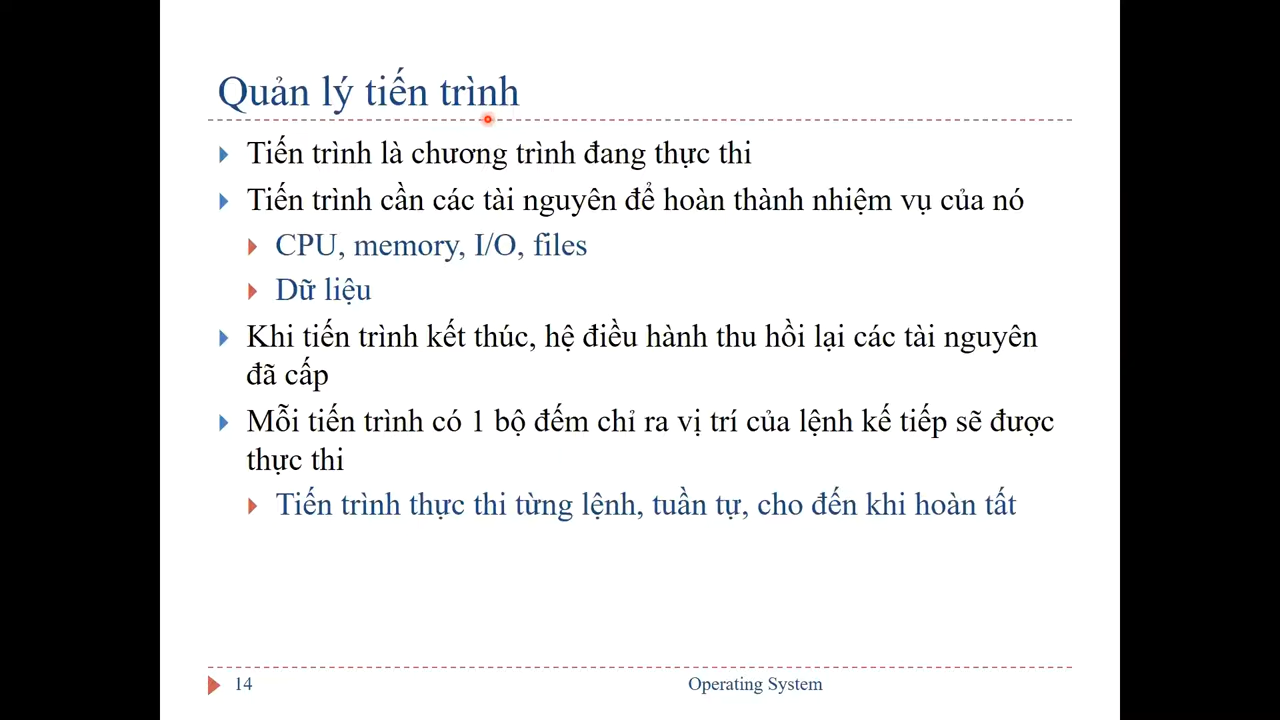 Quản lý tiến trình
Tiến trình là chương trình đang thực thi
Tiến trình cần các tài nguyên để hoàn thành nhiệm vụ của nó
CPU, memory, I/O, files
Dữ liệu
Khi tiến trình kết thúc, hệ điều hành thu hồi lại các tài nguyên
đã cấp
Mỗi tiến trình có 1 bộ đếm chỉ ra vị trí của lệnh kế tiếp sẽ được
thực thi
Tiến trình thực thi từng lệnh, tuần tự, cho đến khi hoàn tất
14
Operating System